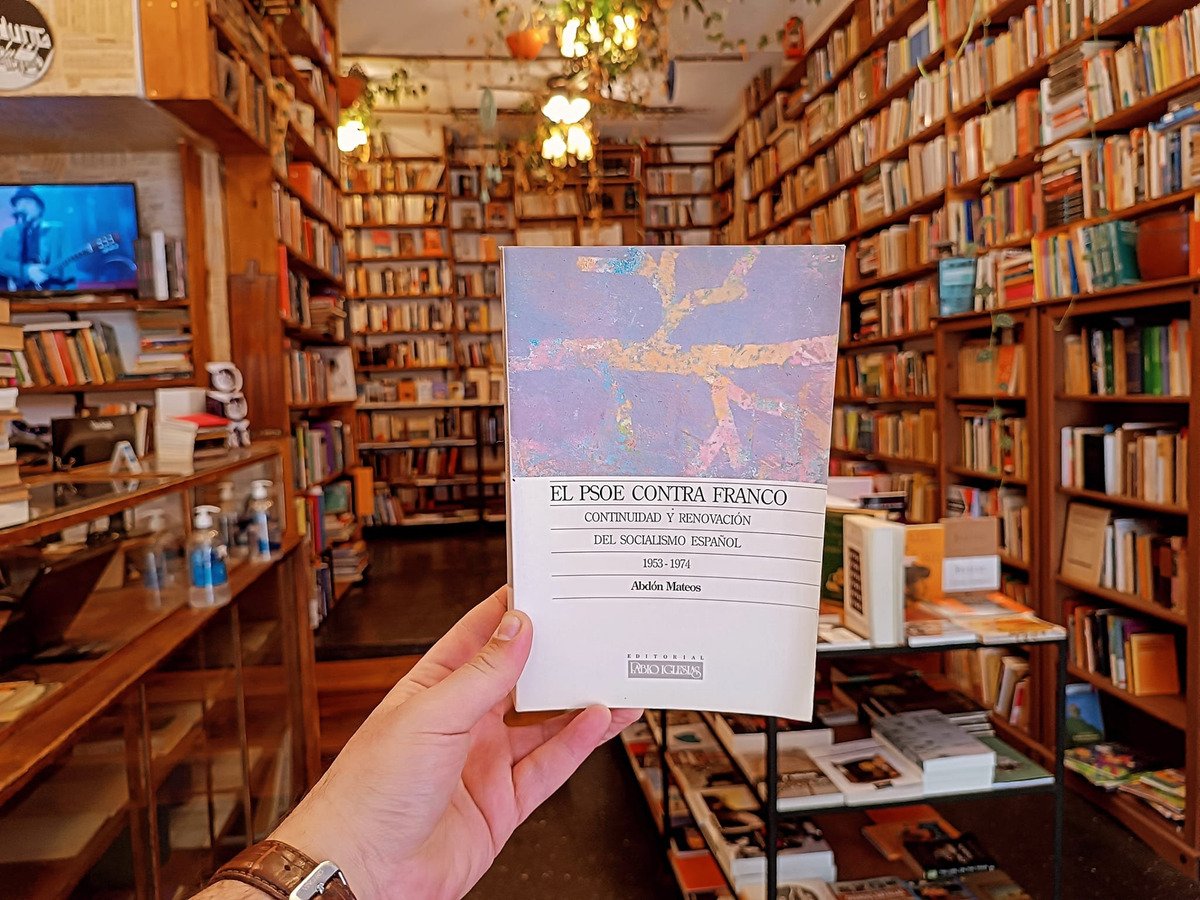 EL PSOE CONTRA FRANCO
CONTINUIDAD Y RENOVACIÓN
DEL SOCIALISMO ESPAÑOL
1953 - 1974
Abdón Mateos
EDITORIAL
PABLO IGLESIAS